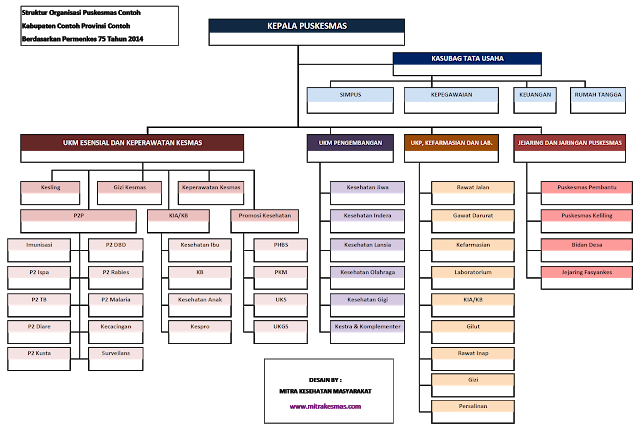 Struktur Organisasi Puskesmas Contoh
Kabupaten Contoh Provinsi Contoh
Berdasarkan Permenkes 75 Tahun 2014
KEPALA PUSKESMAS
KASUBAG TATA USAHA
SIMPUS
KEPEGAWAIAN
KEUANGAN
RUMAH TANGGA
UKM ESENSIAL DAN KEPERAWATAN KESMAS
UKM PENGEMBANGAN
UKP, KEFARMASIAN DAN LAB.
JEJARING DAN JARINGAN PUSKESMAS
Kesling
Gizi Kesmas
Keperawatan Kesmas
P2P
KIA/KB
Promosi Kesehatan
Imunisasi
P2 Ispa
P2 TB
P2 Diare
P2 Kusta
P2 DBD
P2 Rabies
P2 Malaria
Kecacingan
Surveilans
Kesehatan Ibu
KB
Kesehatan Anak
Kespro
PHBS
PKM
UKS
UKGS
Kesehatan Jiwa
Kesehatan Indera
Kesehatan Lansia
Kesehatan Olahraga
Kesehatan Gigi
Kestra & Komplementer
Rawat Jalan
Gawat Darurat
Kefarmasian
Laboratorium
KIA/KB
Gilut
Rawat Inap
Gizi
Persalinan
Puskesmas Pembantu
Puskesmas Keliling
Bidan Desa
Jejaring Fasyankes
DESAIN BY :
MITRA KESEHATAN MASYARAKAT
www.mitrakesmas.com